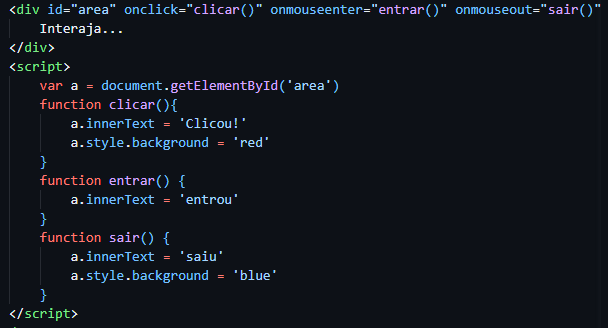 <div id="area" onclick="clicar()" onmouseenter="entrar()" onmouseout="sair()"
    Interaja...
</div>
<script>
    var a = document.getElementById('area')
    function clicar(){
        a.innerText = 'Clicou!'
        a.style.background = 'red'
    }
    function entrar() {
        a.innerText = 'entrou'
    }
    function sair() {
        a.innerText = 'saiu'
        a.style.background = 'blue'
    }
</script>